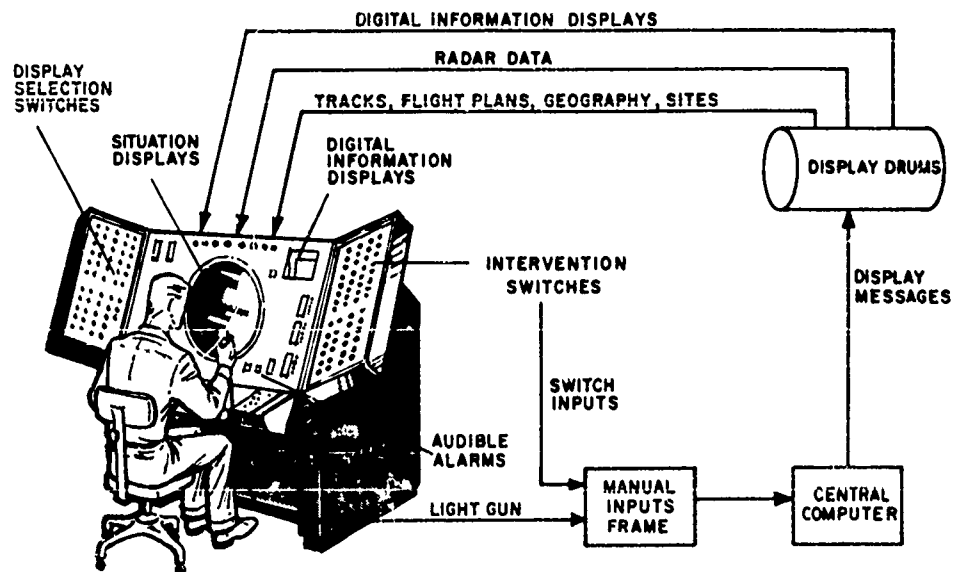 DIGITAL INFORMATION DISPLAYS
RADAR DATA
TRACKS, FLIGHT PLANS, GEOGRAPHY, SITES
DISPLAY
SELECTION
SWITCHES
SITUATION
DISPLAYS
DIGITAL
INFORMATION
DISPLAYS
DISPLAY DRUMS
INTERVENTION
SWITCHES
DISPLAY
MESSAGES
SWITCH
INPUTS
AUDIBLE
ALARMS
LIGHT GUN
MANUAL
INPUTS
FRAME
CENTRAL
COMPUTER